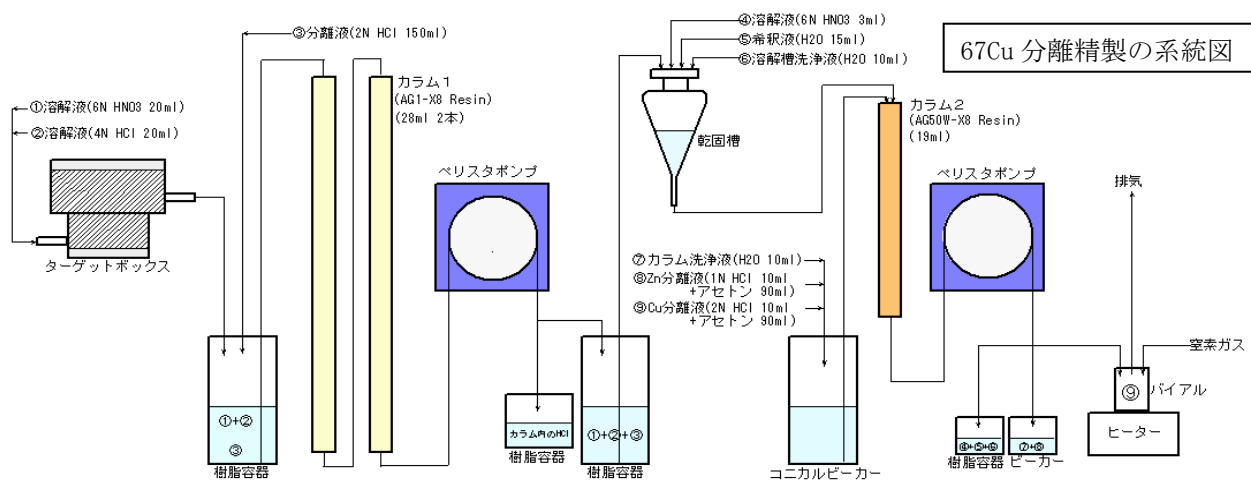 67Cu 分離精製の系統図
③分離液(2N HCl 150ml)
①溶解液(6N HNO3 20ml)
②溶解液(4N HCl 20ml)
ターゲットボックス
カラム１
(AG1-X8 Resin)
(28ml 2本)
ペリスタポンプ
①+②
③
樹脂容器
カラム内のHCl
樹脂容器
①+②+③
樹脂容器
④溶解液(6N HNO3 3ml)
⑤希釈液(H2O 15ml)
⑥溶解槽洗浄液(H2O 10ml)
乾固槽
カラム２
(AG50W-X8 Resin)
(19ml)
ペリスタポンプ
⑦カラム洗浄液(H2O 10ml)
⑧Zn分離液(1N HCl 10ml
+アセトン 90ml)
⑨Cu分離液(2N HCl 10ml
+アセトン 90ml)
コニカルビーカー
④+⑤+⑥
樹脂容器
⑦+⑧
ビーカー
排気
窒素ガス
⑨
バイアル
ヒーター